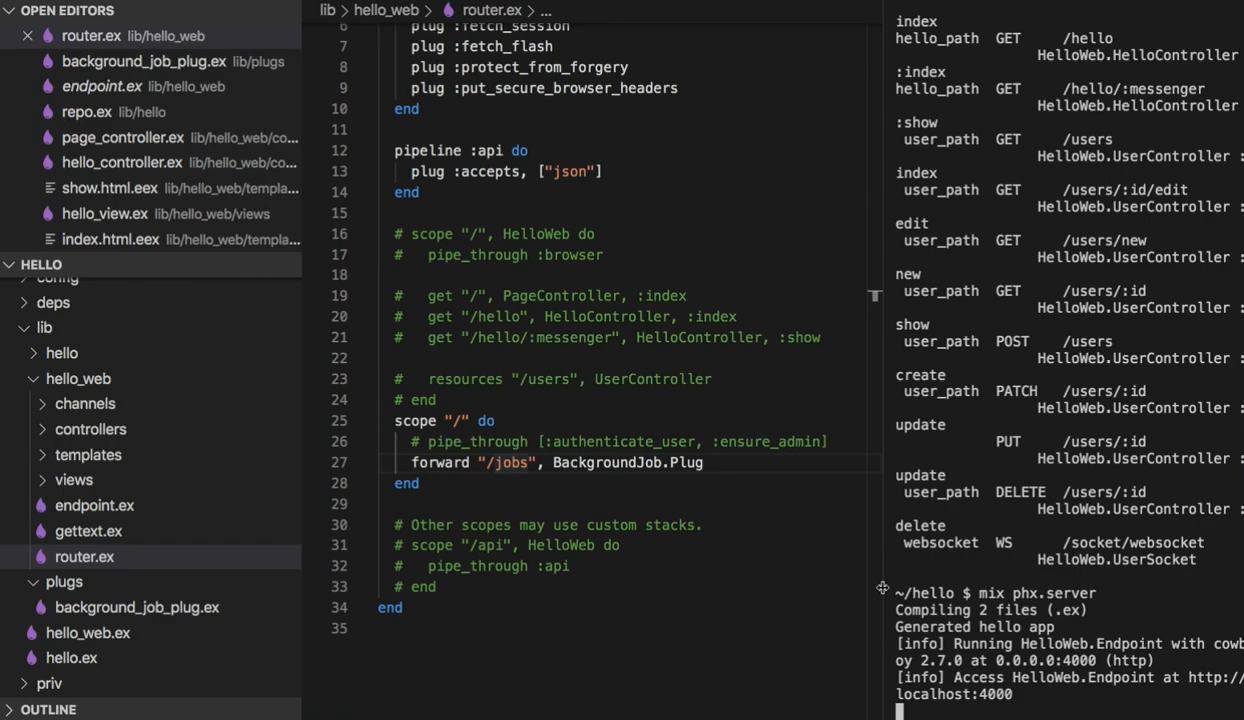 OPEN EDITORS
router.ex lib/hello_web
background_job_plug.ex lib/plugs
endpoint.ex lib/hello_web
repo.ex lib/hello
page_controller.ex lib/hello_web/co...
hello_controller.ex lib/hello_web/co...
show.html.eex lib/hello_web/templa...
hello_view.ex lib/hello_web/views
index.html.eex lib/hello_web/templa...
HELLO
config
deps
lib
hello
hello_web
channels
controllers
templates
views
endpoint.ex
gettext.ex
router.ex
plugs
background_job_plug.ex
hello_web.ex
hello.ex
priv
OUTLINE
lib > hello_web > router.ex > ...
6 plug :fetch_session
7 plug :fetch_flash
8 plug :protect_from_forgery
9 plug :put_secure_browser_headers
10 end
11
12 pipeline :api do
13 plug :accepts, ["json"]
14 end
15
16 # scope "/", HelloWeb do
17 #   pipe_through :browser
18
19 #   get "/", PageController, :index
20 #   get "/hello", HelloController, :index
21 #   get "/hello/:messenger", HelloController, :show
22
23 #   resources "/users", UserController
24 # end
25 scope "/" do
26 # pipe_through [:authenticate_user, :ensure_admin]
27 forward "/jobs", BackgroundJob.Plug
28 end
29
30 # Other scopes may use custom stacks.
31 # scope "/api", HelloWeb do
32 #   pipe_through :api
33 # end
34 end
35
index
hello_path  GET     /hello
HelloWeb.HelloController
:index
hello_path  GET     /hello/:messenger
HelloWeb.HelloController
:show
user_path  GET     /users
HelloWeb.UserController :
index
user_path  GET     /users/:id/edit
HelloWeb.UserController :
edit
user_path  GET     /users/new
HelloWeb.UserController :
new
user_path  GET     /users/:id
HelloWeb.UserController :
show
user_path  POST    /users
HelloWeb.UserController :
create
user_path  PATCH   /users/:id
HelloWeb.UserController :
update
PUT     /users/:id
HelloWeb.UserController :
update
user_path  DELETE  /users/:id
HelloWeb.UserController :
delete
websocket  WS      /socket/websocket
HelloWeb.UserSocket
~/hello $ mix phx.server
Compiling 2 files (.ex)
Generated hello app
[info] Running HelloWeb.Endpoint with cowb
oy 2.7.0 at 0.0.0.0:4000 (http)
[info] Access HelloWeb.Endpoint at http://
localhost:4000